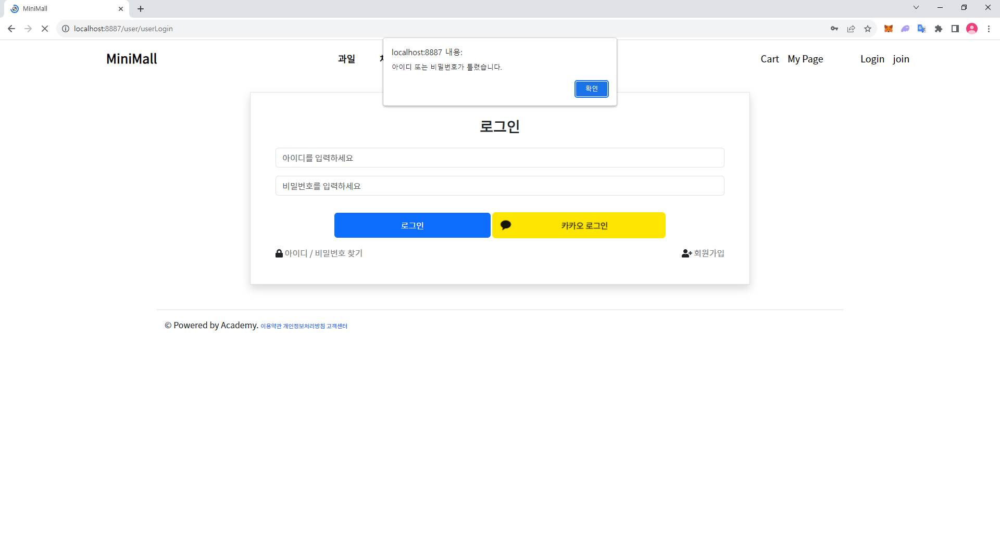 MiniMall
localhost:8887/user/userLogin
MiniMall
과일
Cart My Page Login join
localhost:8887 내용:
아이디 또는 비밀번호가 틀렸습니다.
확인
로그인
아이디를 입력하세요
비밀번호를 입력하세요
로그인 카카오 로그인
아이디 / 비밀번호 찾기 회원가입
© Powered by Academy. 이용약관 개인정보처리방침 고객센터